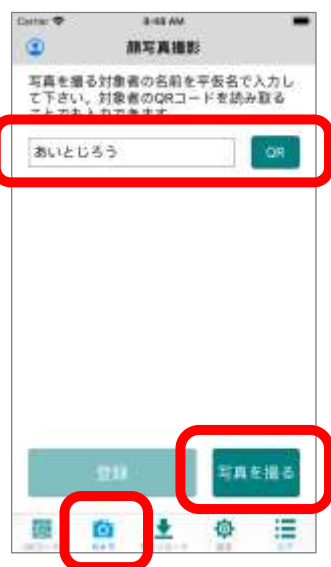 Carrier
8:48 AM
顔写真撮影
写真を撮る対象者の名前を平仮名で入力し
て下さい。対象者のQRコードを読み取る
ことでも入力できます
あいとじろう
QR
登録
写真を撮る
カメラ